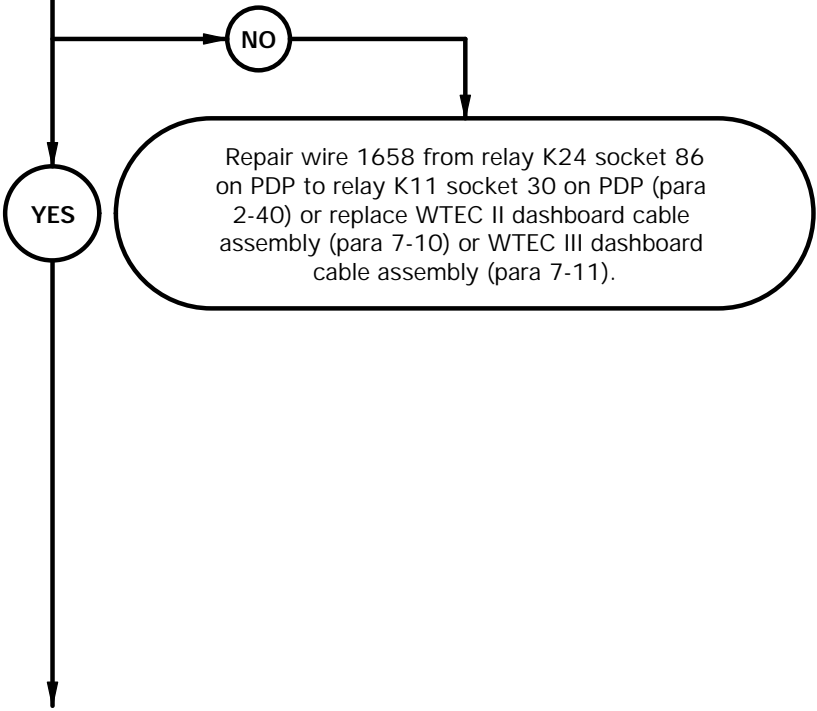 NO
YES
Repair wire 1658 from relay K24 socket 86
on PDP to relay K11 socket 30 on PDP (para
2-40) or replace WTEC II dashboard cable
assembly (para 7-10) or WTEC III dashboard
cable assembly (para 7-11).